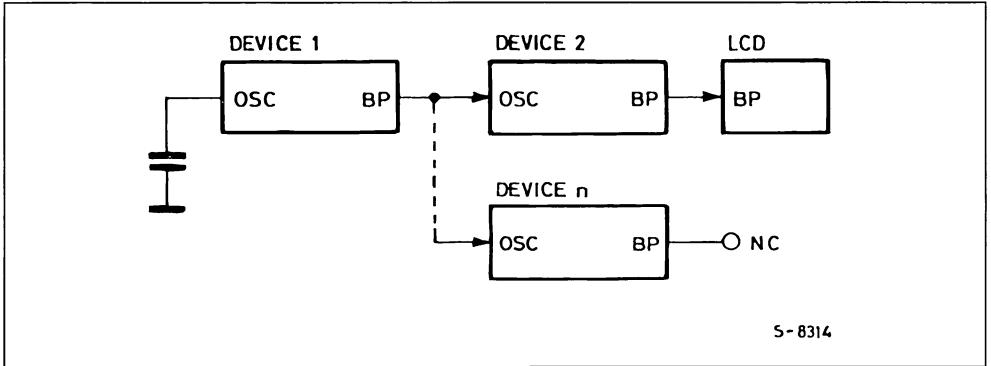 DEVICE 1
DEVICE 2
LCD
OSC BP
OSC BP
BP
DEVICE n
OSC BP
NC
S-8314